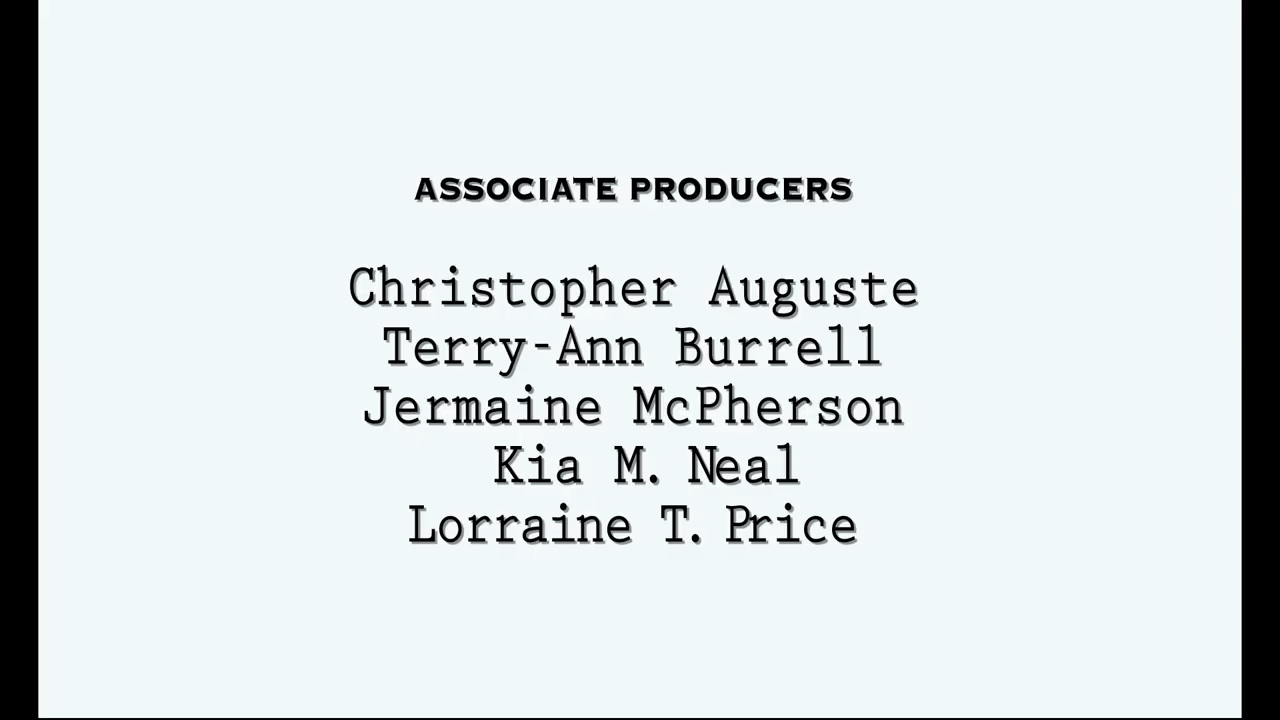 ASSOCIATE PRODUCERS
Christopher Auguste
Terry-Ann Burrell
Jermaine McPherson
Kia M. Neal
Lorraine T. Price